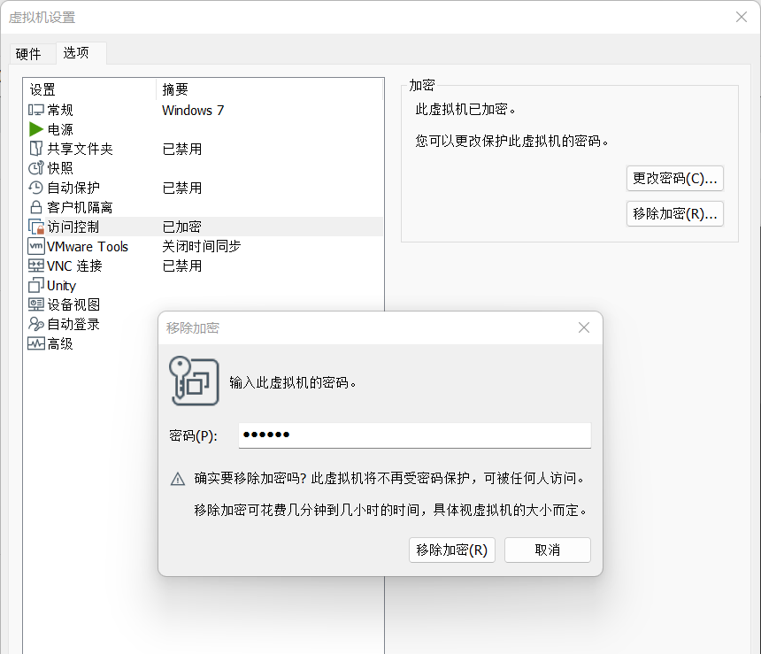 虚拟机设置
硬件 选项
设置 摘要
常规 Windows 7
电源
共享文件夹 已禁用
快照
自动保护 已禁用
客户机隔离
访问控制 已加密
VMware Tools 关闭时间同步
VNC 连接 已禁用
Unity
设备视图
自动登录
高级
加密
此虚拟机已加密。
您可以更改保护此虚拟机的密码。
更改密码(C)...
移除加密(R)...
移除加密
输入此虚拟机的密码。
密码(P): ●●●●●●
确实要移除加密吗? 此虚拟机将不再受密码保护，可被任何人访问。
移除加密可花费几分钟到几小时的时间，具体视虚拟机的大小而定。
移除加密(R) 取消